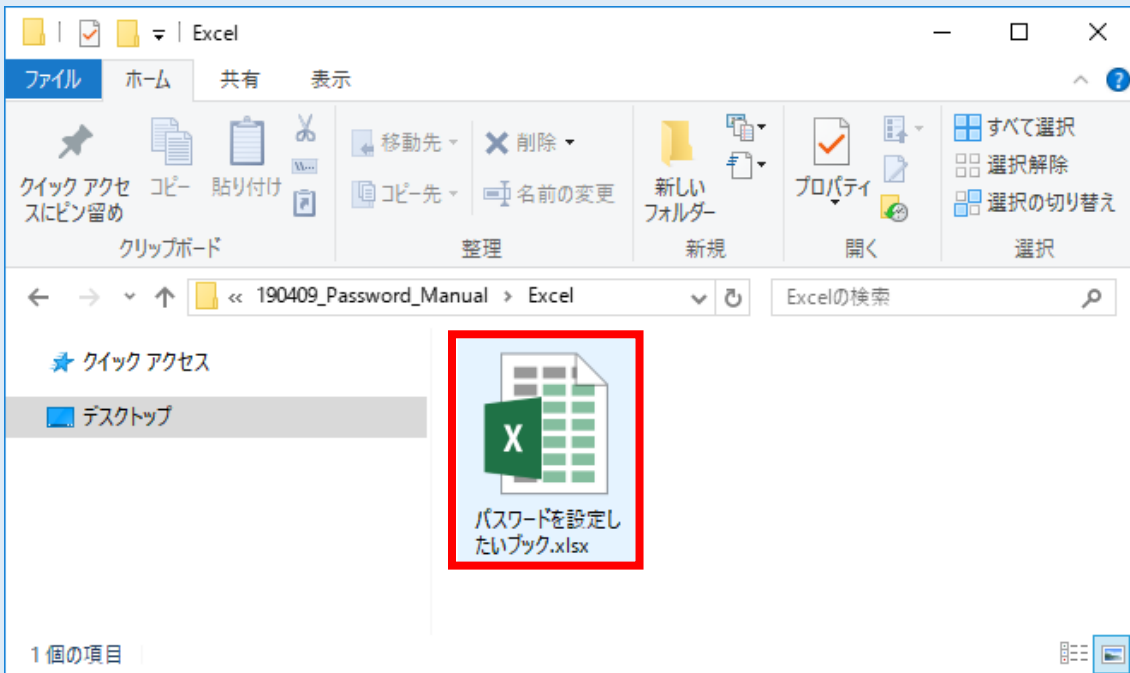 Excel
ファイル ホーム 共有 表示
クイック アクセ
スにピン留め
コピー
貼り付け
移動先
コピー先
削除
名前の変更
新しい
フォルダー
プロパティ
すべて選択
選択解除
選択の切り替え
クリップボード 整理 新規 開く 選択
« 190409_Password_Manual › Excel
Excelの検索
クイック アクセス
デスクトップ
X
パスワードを設定し
たいブック.xlsx
1 個の項目